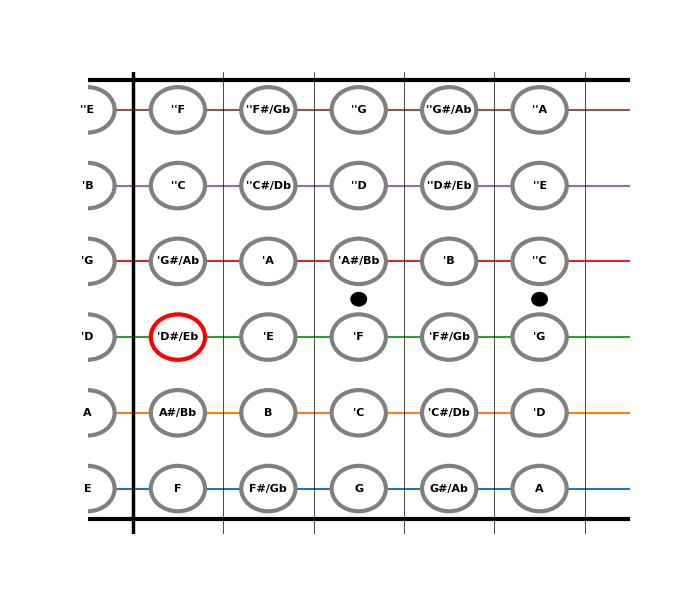 ''E ''F ''F#/Gb ''G ''G#/Ab ''A
'B ''C ''C#/Db ''D ''D#/Eb ''E
'G 'G#/Ab 'A 'A#/Bb 'B ''C
'D 'D#/Eb 'E 'F 'F#/Gb 'G
A A#/Bb B 'C 'C#/Db 'D
E F F#/Gb G G#/Ab A